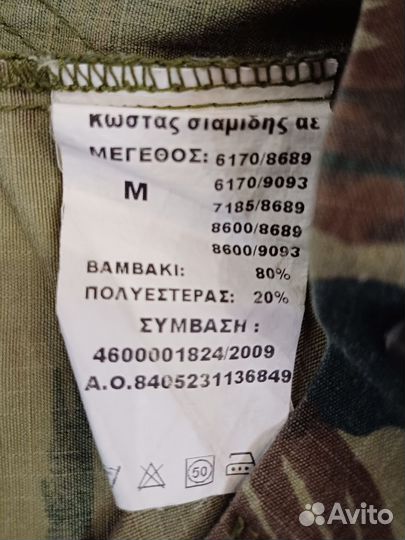 κωστας σιαμιδης αε
ΜΕΓΕΘΟΣ: 6170/8689
M 6170/9093
7185/8689
8600/8689
8600/9093
ΒΑΜΒΑΚΙ: 80%
ΠΟΛΥΕΣΤΕΡΑΣ: 20%
ΣΥΜΒΑΣΗ :
4600001824/2009
Α.Ο.8405231136849
50
Avito